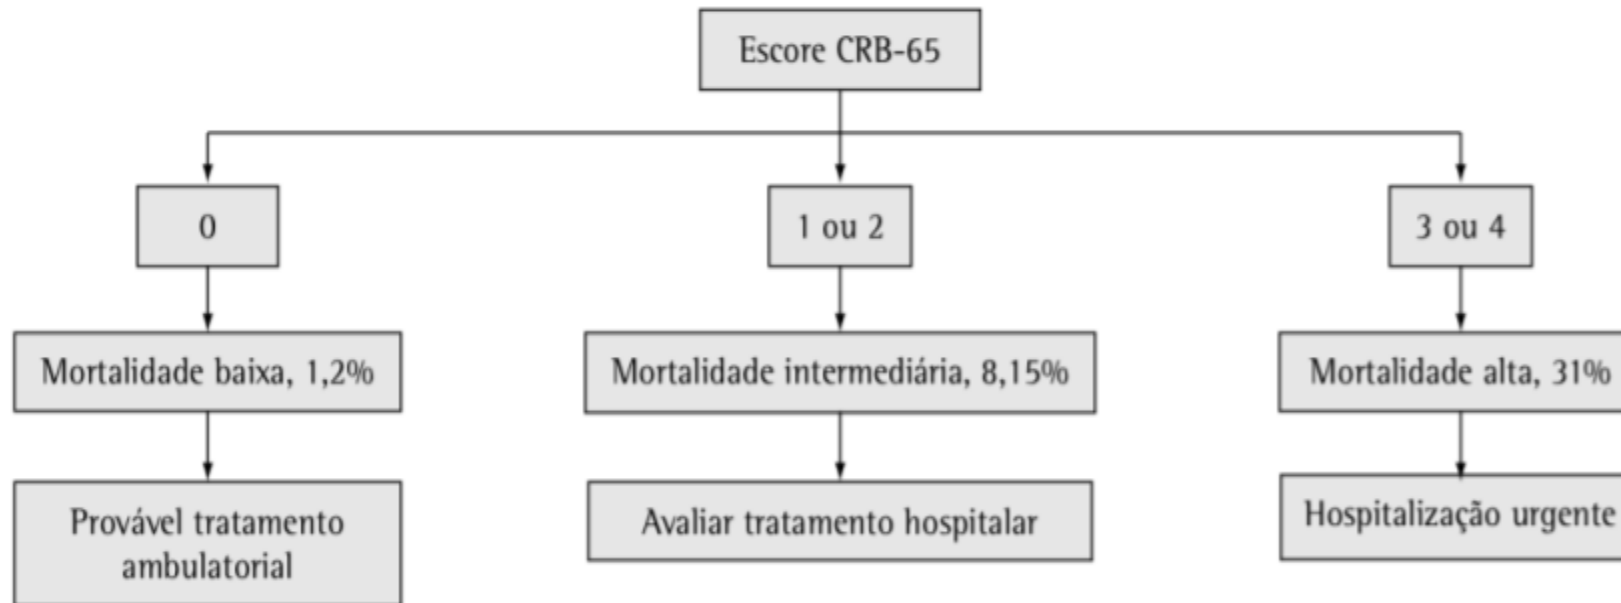 Escore CRB-65
0
1 ou 2
3 ou 4
Mortalidade baixa, 1,2%
Mortalidade intermediária, 8,15%
Mortalidade alta, 31%
Provável tratamento
ambulatorial
Avaliar tratamento hospitalar
Hospitalização urgente